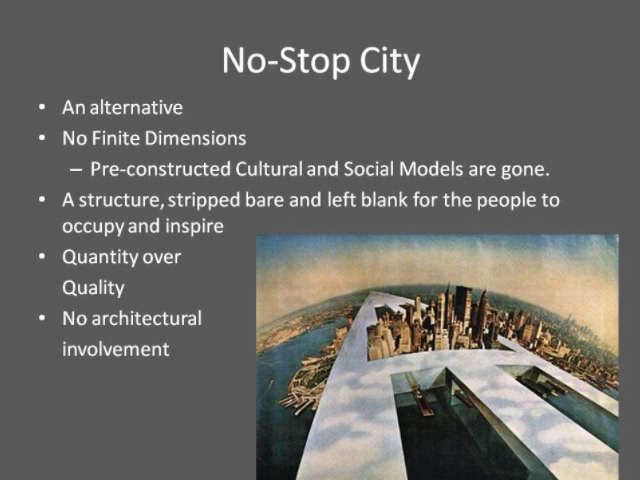 No-Stop City
• An alternative
• No Finite Dimensions
– Pre-constructed Cultural and Social Models are gone.
• A structure, stripped bare and left blank for the people to
occupy and inspire
• Quantity over
Quality
• No architectural
involvement